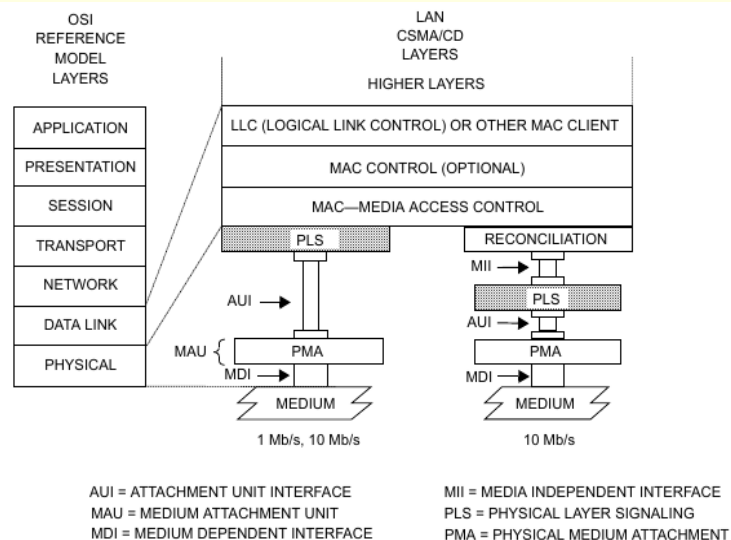 OSI
REFERENCE
MODEL
LAYERS
LAN
CSMA/CD
LAYERS
HIGHER LAYERS
APPLICATION
PRESENTATION
SESSION
TRANSPORT
NETWORK
DATA LINK
PHYSICAL
LLC (LOGICAL LINK CONTROL) OR OTHER MAC CLIENT
MAC CONTROL (OPTIONAL)
MAC—MEDIA ACCESS CONTROL
PLS
AUI
MAU
PMA
MDI
MEDIUM
1 Mb/s, 10 Mb/s
RECONCILIATION
MII
PLS
AUI
PMA
MDI
MEDIUM
10 Mb/s
AUI = ATTACHMENT UNIT INTERFACE
MAU = MEDIUM ATTACHMENT UNIT
MDI = MEDIUM DEPENDENT INTERFACE
MII = MEDIA INDEPENDENT INTERFACE
PLS = PHYSICAL LAYER SIGNALING
PMA = PHYSICAL MEDIUM ATTACHMENT